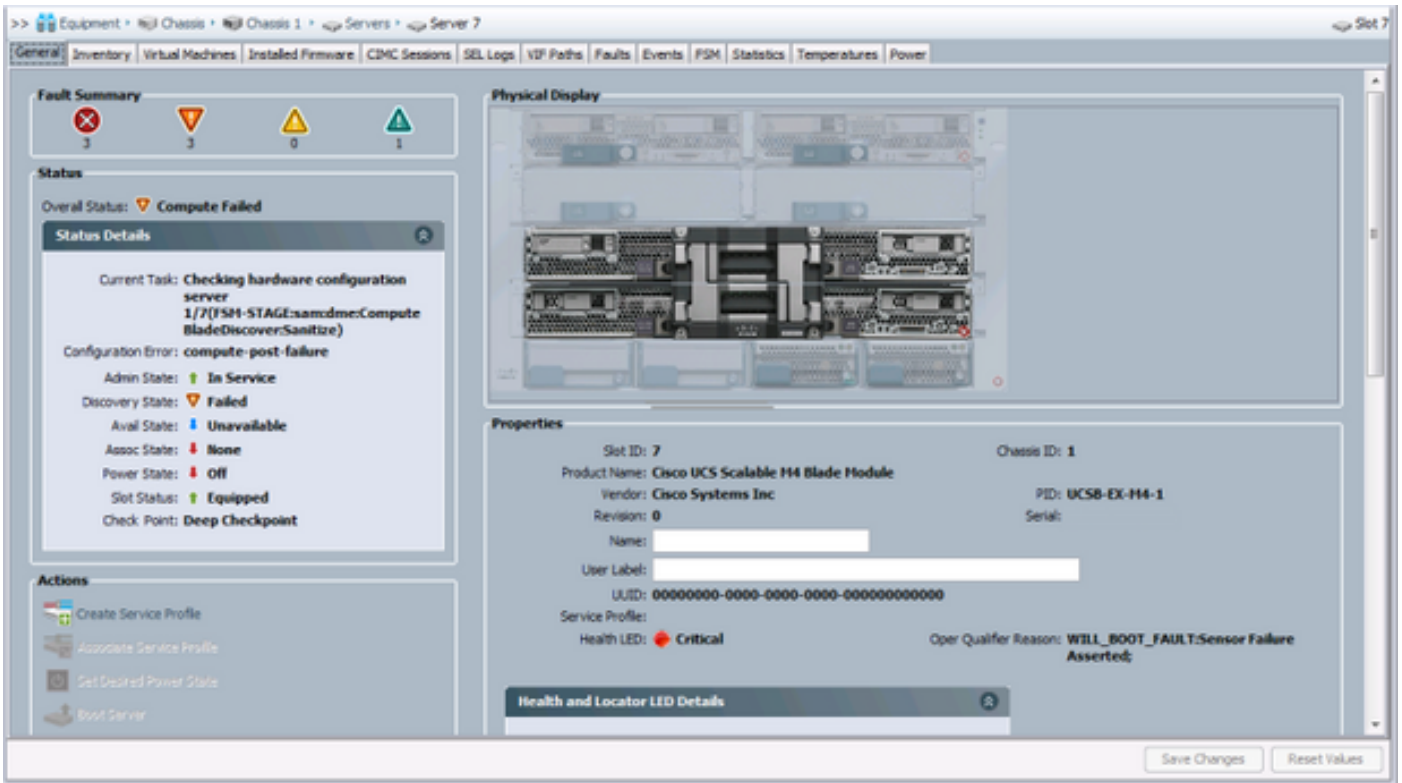 >> Equipment › Chassis › Chassis 1 › Servers › Server 7
Slot 7
General Inventory Virtual Machines Installed Firmware CIMC Sessions SEL Logs VIF Paths Faults Events FSM Statistics Temperatures Power
Fault Summary
3 3 0 1
Status
Overall Status: Compute Failed
Status Details
Current Task: Checking hardware configuration
server
1/7(FSM-STAGE:sam:dme:Compute
BladeDiscover:Sanitize)
Configuration Error: compute-post-failure
Admin State: In Service
Discovery State: Failed
Avail State: Unavailable
Assoc State: None
Power State: Off
Slot Status: Equipped
Check Point: Deep Checkpoint
Actions
Create Service Profile
Associate Service Profile
Set Desired Power State
Boot Server
Physical Display
Properties
Slot ID: 7
Chassis ID: 1
Product Name: Cisco UCS Scalable M4 Blade Module
Vendor: Cisco Systems Inc
PID: UCSB-EX-M4-1
Revision: 0
Serial:
Name:
User Label:
UUID: 00000000-0000-0000-0000-000000000000
Service Profile:
Health LED: Critical
Oper Qualifier Reason: WILL_BOOT_FAULT:Sensor Failure
Asserted;
Health and Locator LED Details
Save Changes
Reset Values